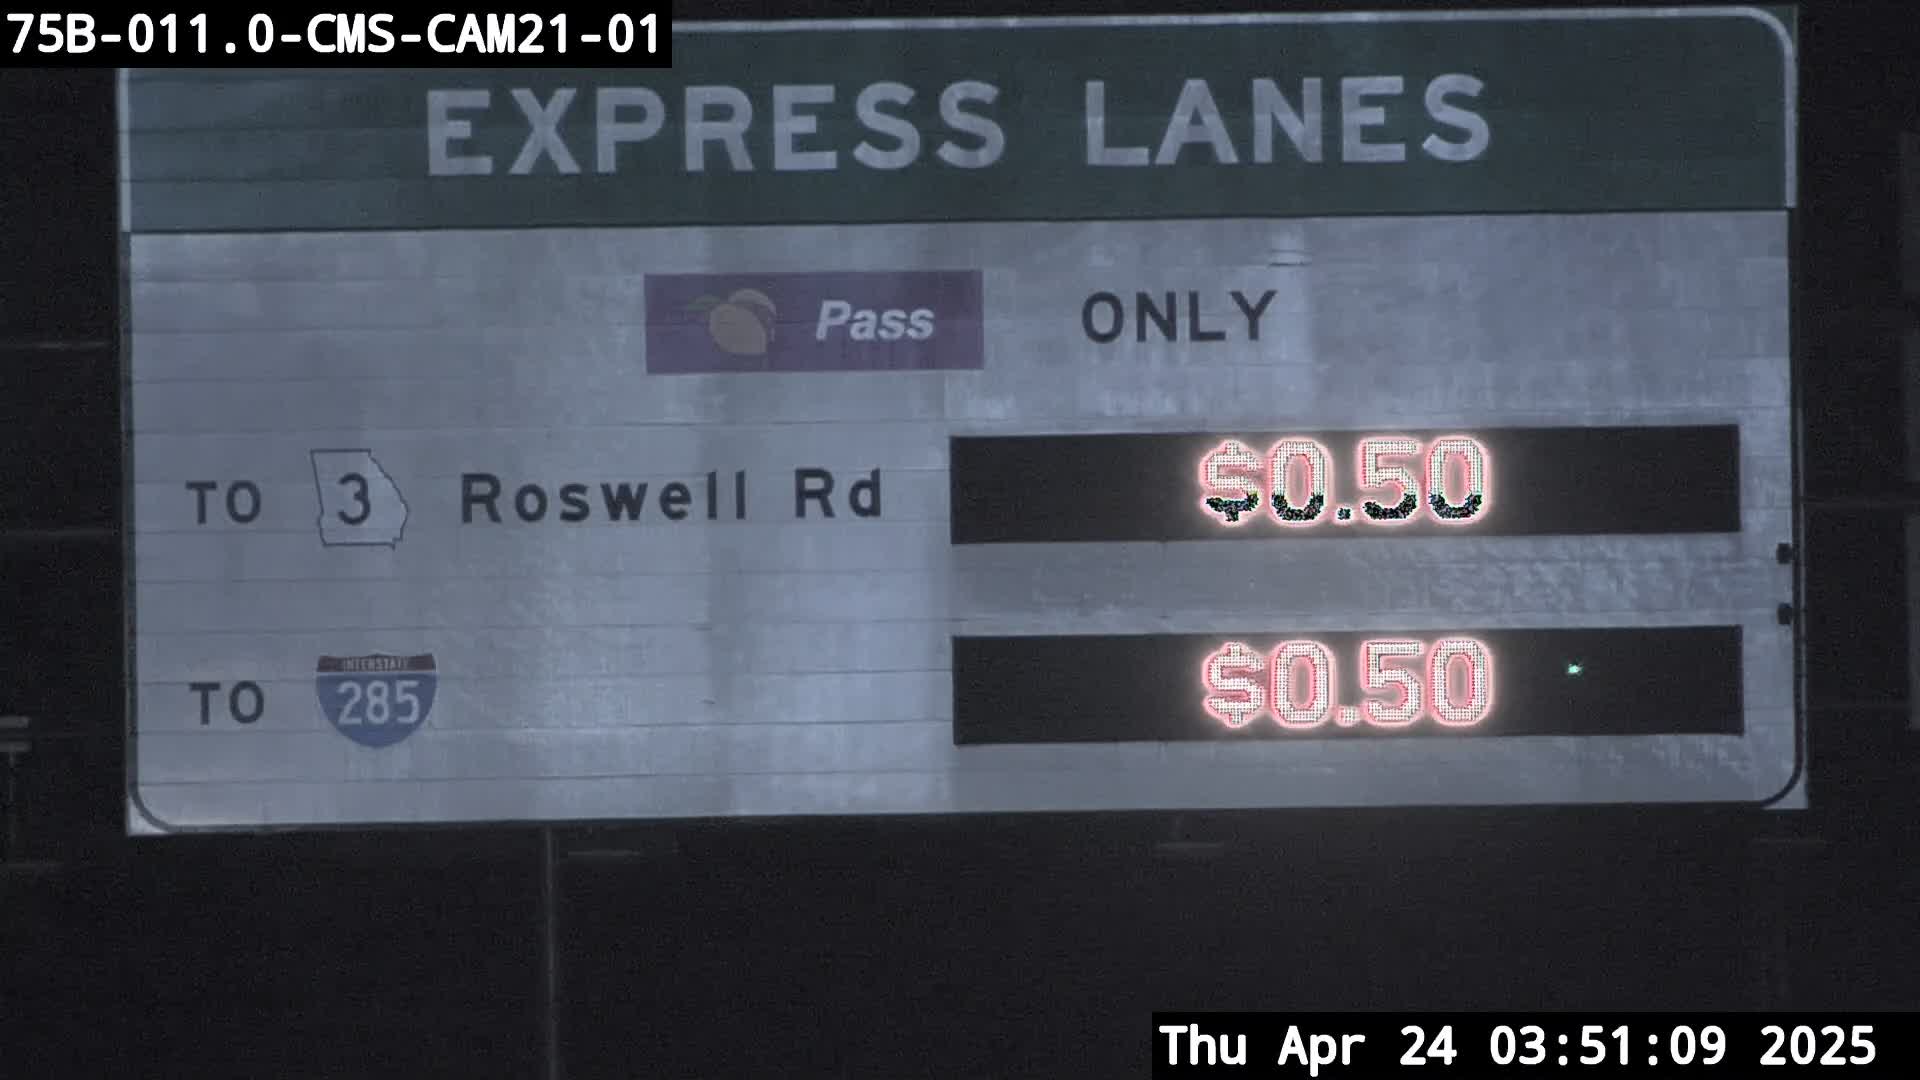 75B-011.0-CMS-CAM21-01
EXPRESS LANES
Pass ONLY
TO 3 Roswell Rd $0.50
TO INTERSTATE 285 $0.50
Thu Apr 24 03:51:09 2025